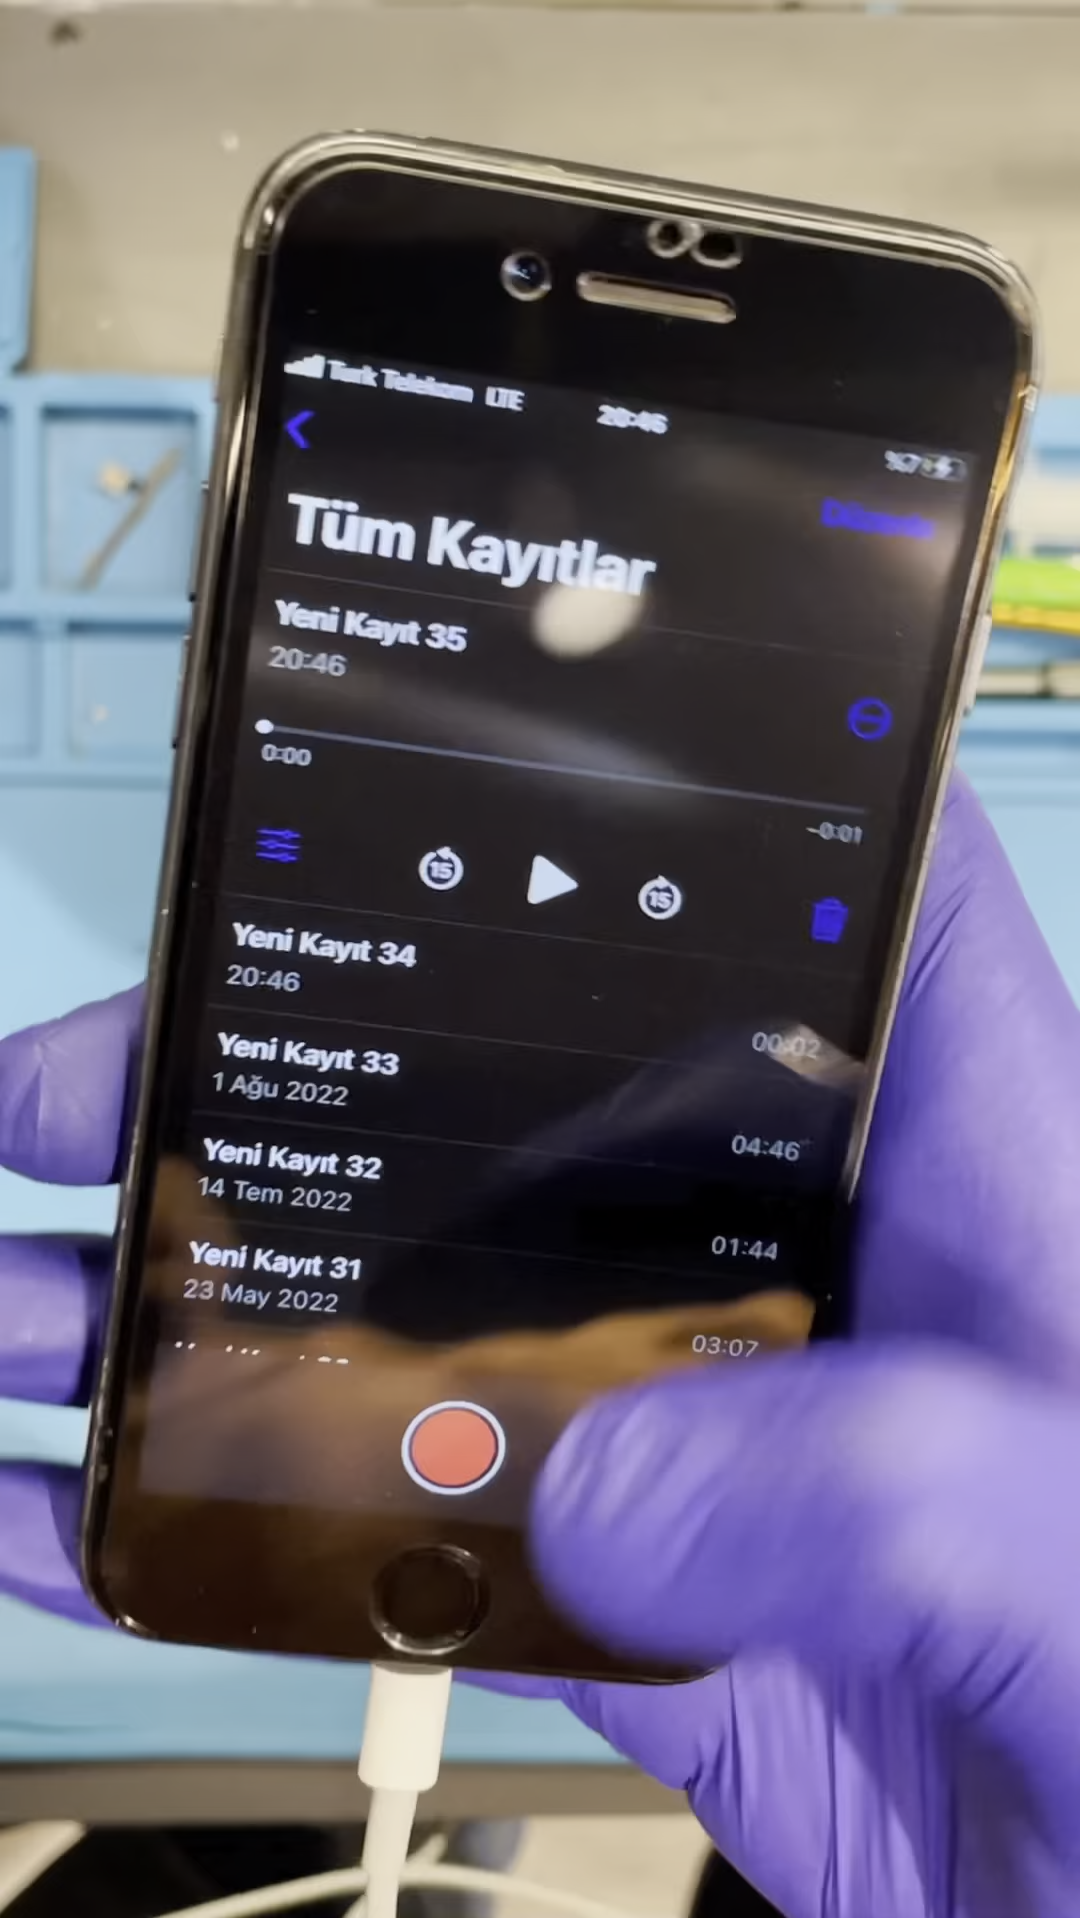 Türk Telekom LTE
20:46
%7
Düzenle
Tüm Kayıtlar
Yeni Kayıt 35
20:46
0:00
-0:01
15
15
Yeni Kayıt 34
20:46
00:02
Yeni Kayıt 33
1 Ağu 2022
04:46
Yeni Kayıt 32
14 Tem 2022
01:44
Yeni Kayıt 31
23 May 2022
03:07